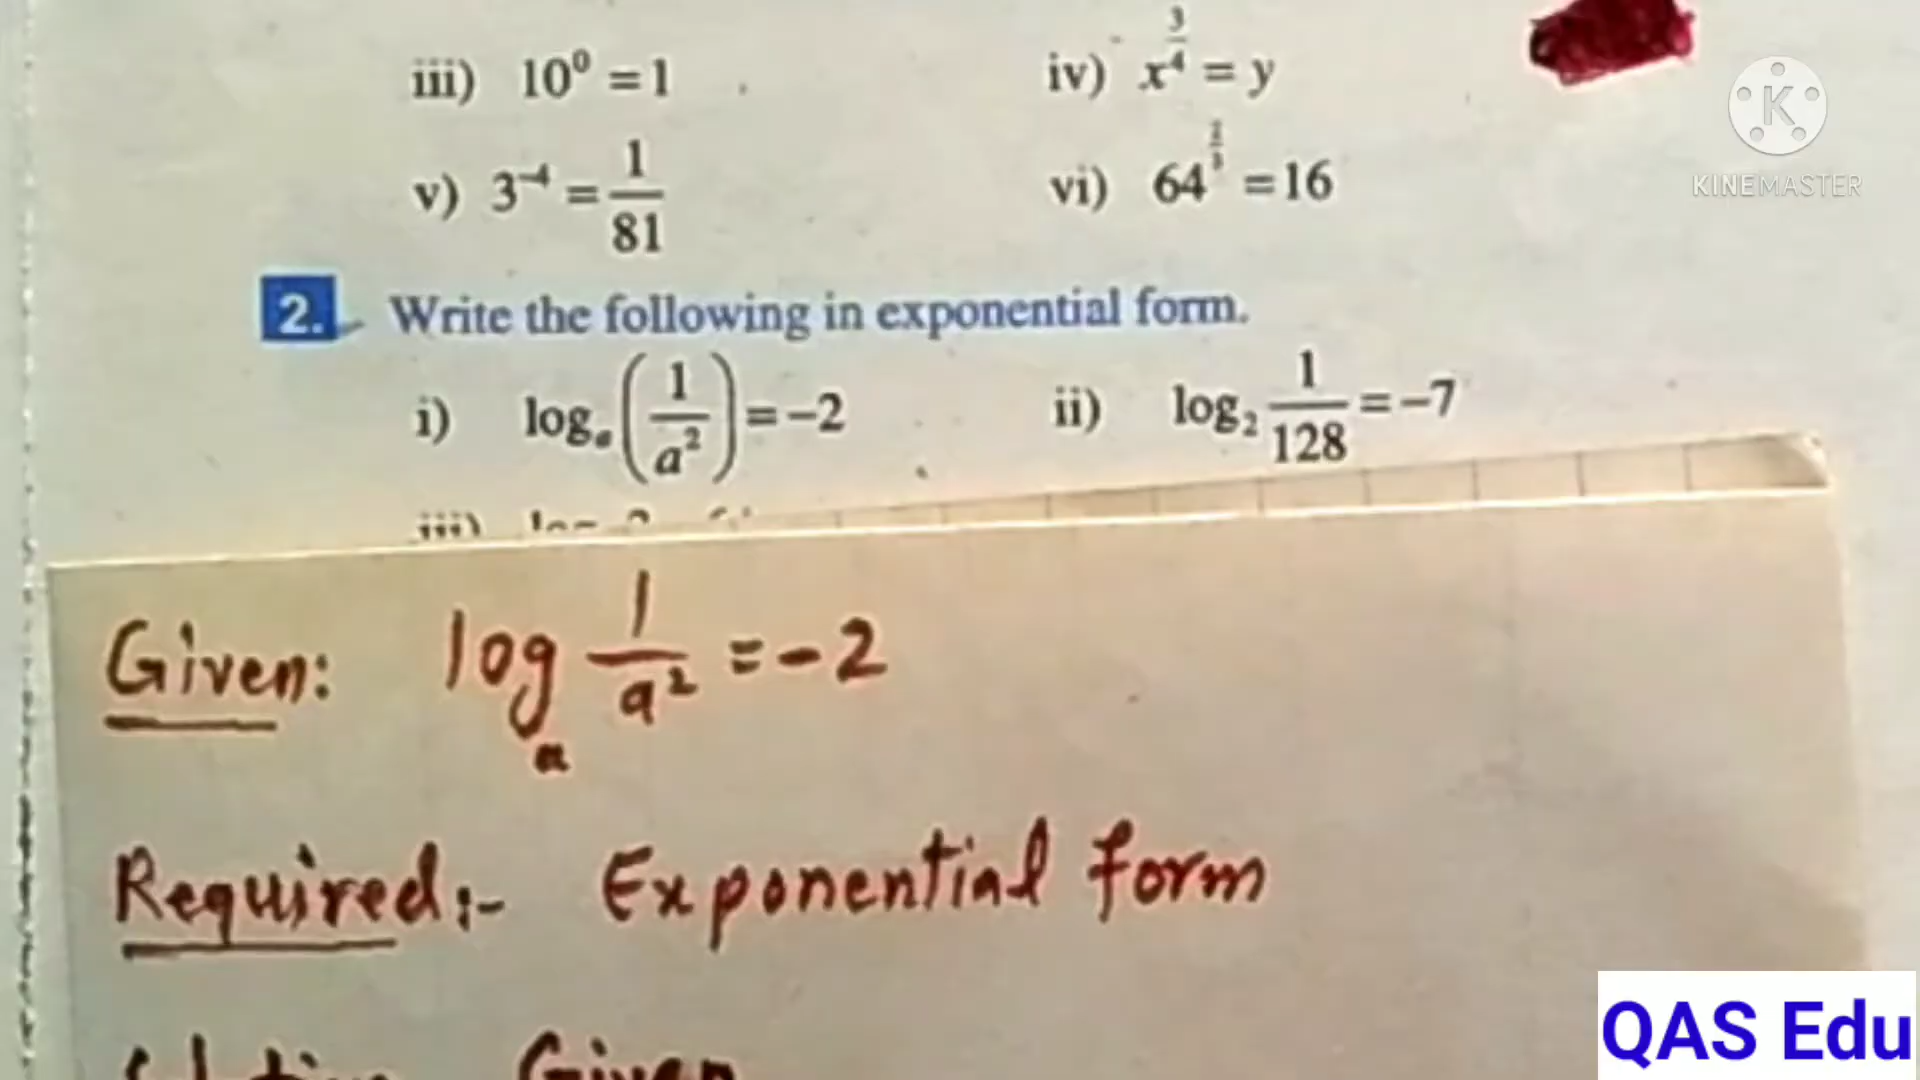 iii) 10⁰ = 1
iv) x^(3/4) = y
KINEMASTER
v) 3⁻⁴ = 1/81
vi) 64^(2/3) = 16
2. Write the following in exponential form.
i) logₐ(1/a²) = –2
ii) log₂ 1/128 = –7
iii)
Given: logₐ 1/a² = -2
Required:- Exponential form
Given
QAS Edu